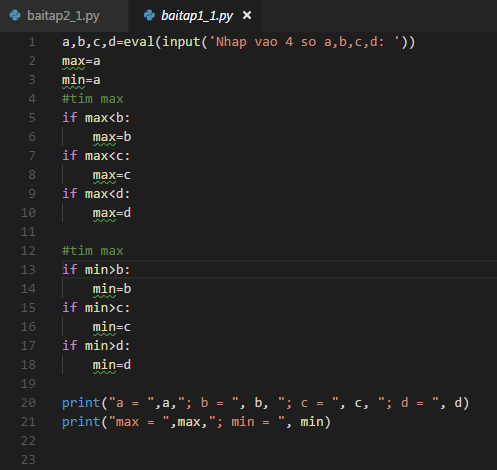 baitap2_1.py baitap1_1.py ×
1 a,b,c,d=eval(input('Nhap vao 4 so a,b,c,d: '))
2 max=a
3 min=a
4 #tim max
5 if max<b:
6     max=b
7 if max<c:
8     max=c
9 if max<d:
10     max=d
11
12 #tim max
13 if min>b:
14     min=b
15 if min>c:
16     min=c
17 if min>d:
18     min=d
19
20 print("a = ",a,"; b = ", b, "; c = ", c, "; d = ", d)
21 print("max = ",max,"; min = ", min)
22
23